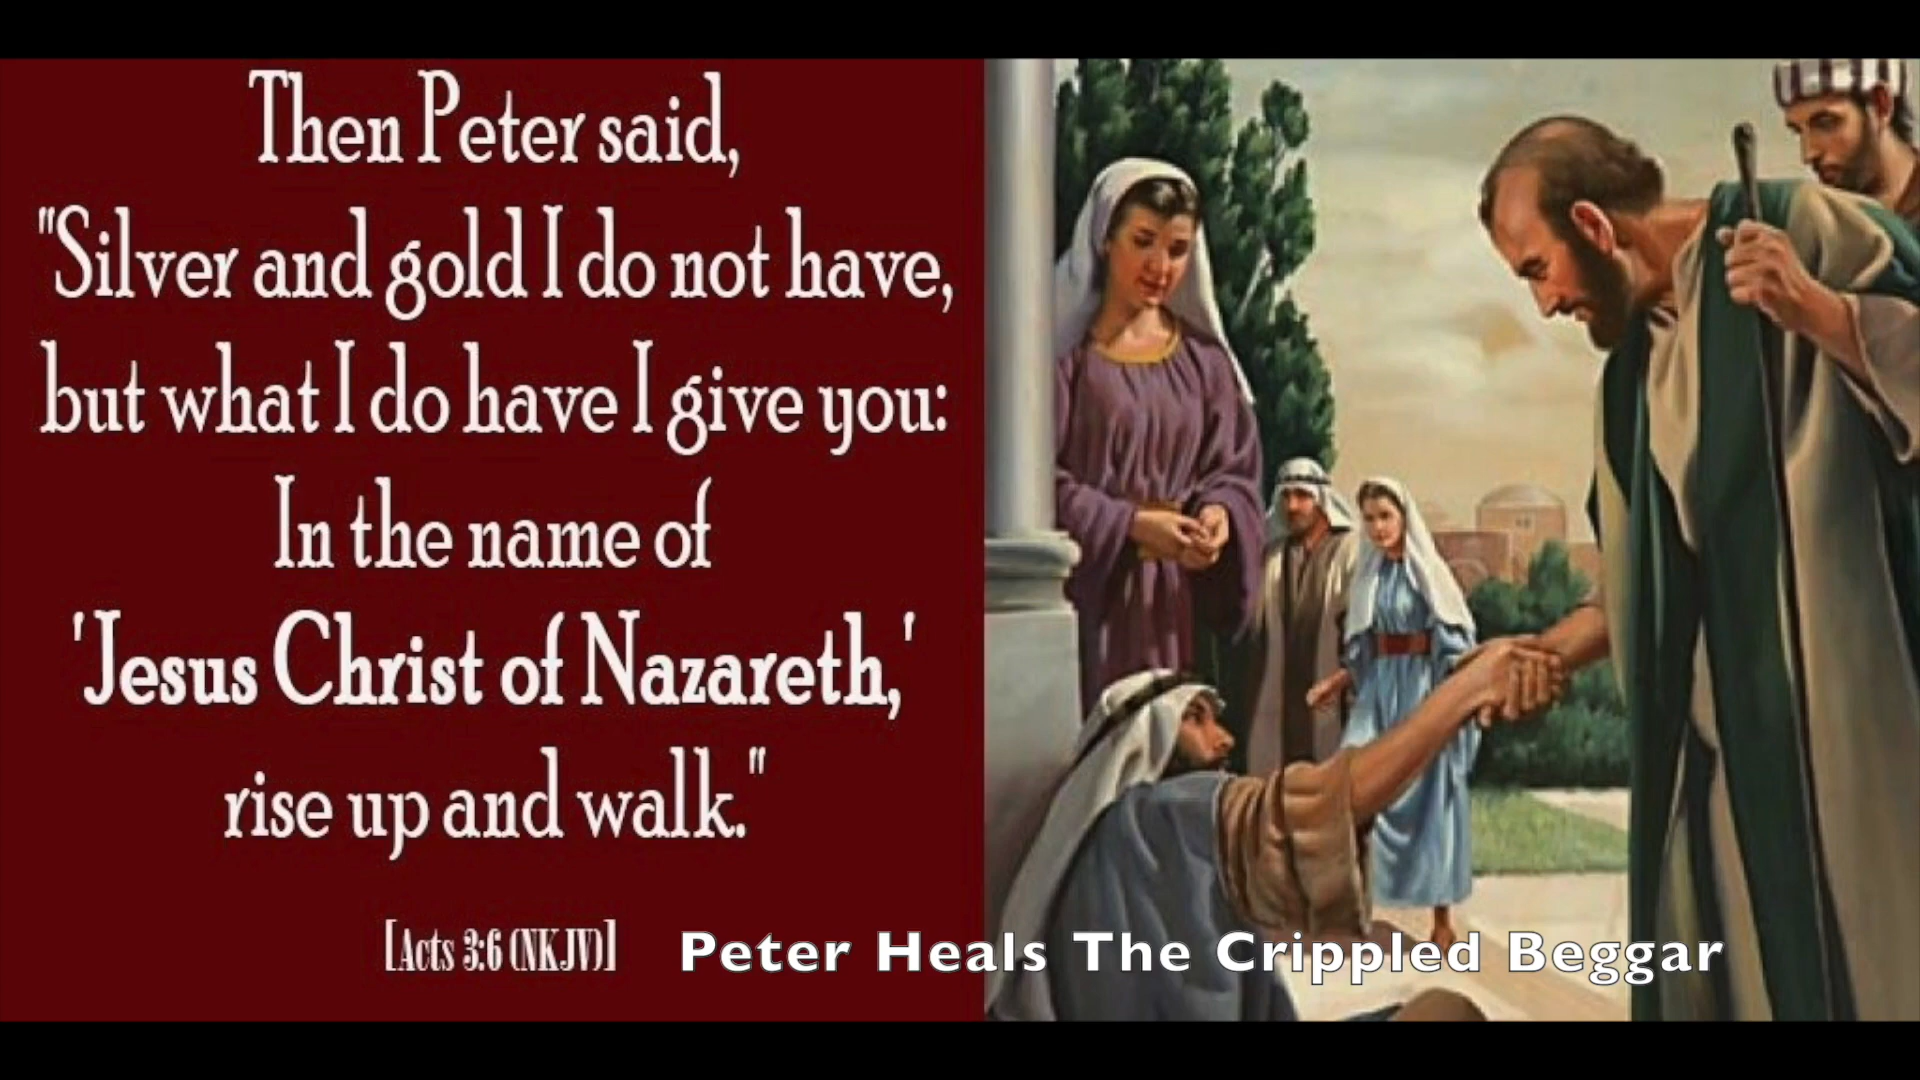 Then Peter said,
"Silver and gold I do not have,
but what I do have I give you:
In the name of
'Jesus Christ of Nazareth,'
rise up and walk."
[Acts 3:6 (NKJV)]
Peter Heals The Crippled Beggar